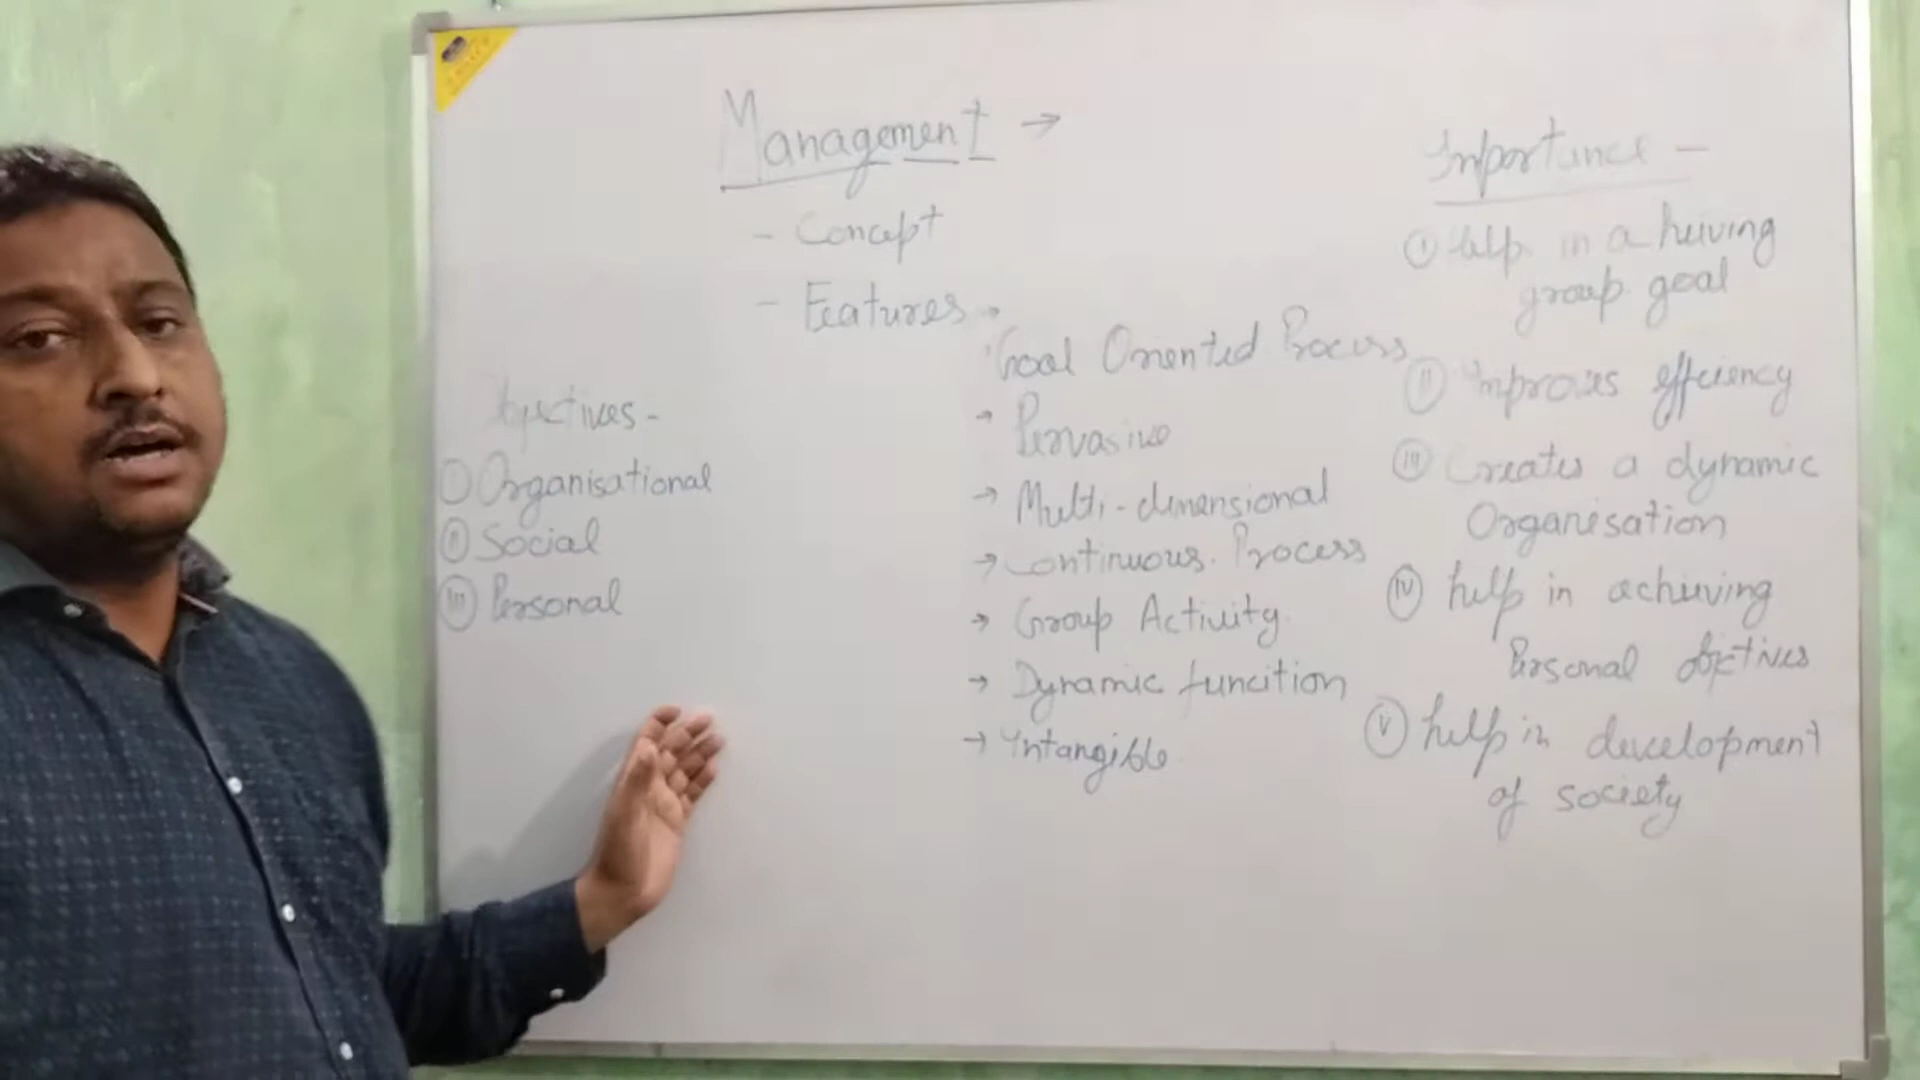 Management →
- Concept
- Features →
Goal Oriented Process
→ Pervasive
→ Multi-dimensional
→ Continuous Process
→ Group Activity
→ Dynamic funcition
→ Intangible
Objectives -
(I) Organisational
(II) Social
(III) Personal
Importance -
(I) help in acheiving
group goal
(II) Improves efficiency
(III) Creates a dynamic
Organisation
(IV) help in achieving
Personal objectives
(V) help in development
of society